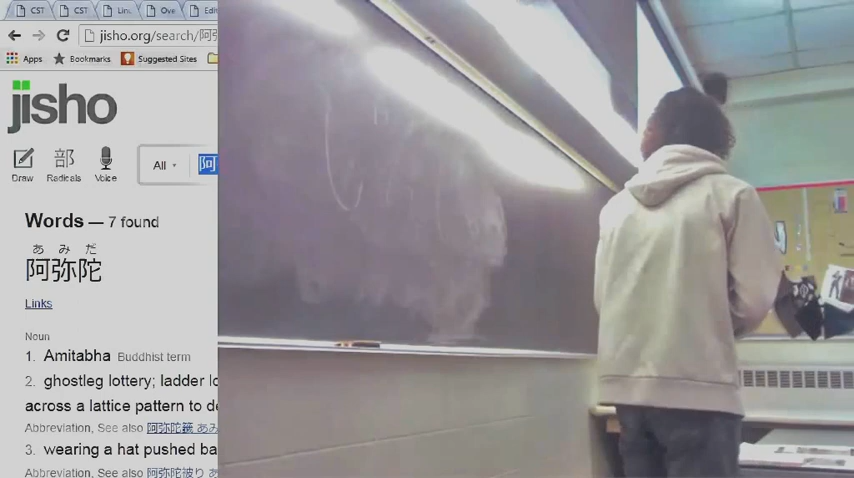 CST
CST
Lin
Ove
Edit
jisho.org/search/阿
Apps
Bookmarks
Suggested Sites
jisho
Draw
Radicals
Voice
All
阿
Words — 7 found
あ み だ
阿弥陀
Links
Noun
1. Amitabha Buddhist term
2. ghostleg lottery; ladder lo
across a lattice pattern to de
Abbreviation, See also 阿弥陀籤 あみ
3. wearing a hat pushed ba
Abbreviation, See also 阿弥陀被り あ